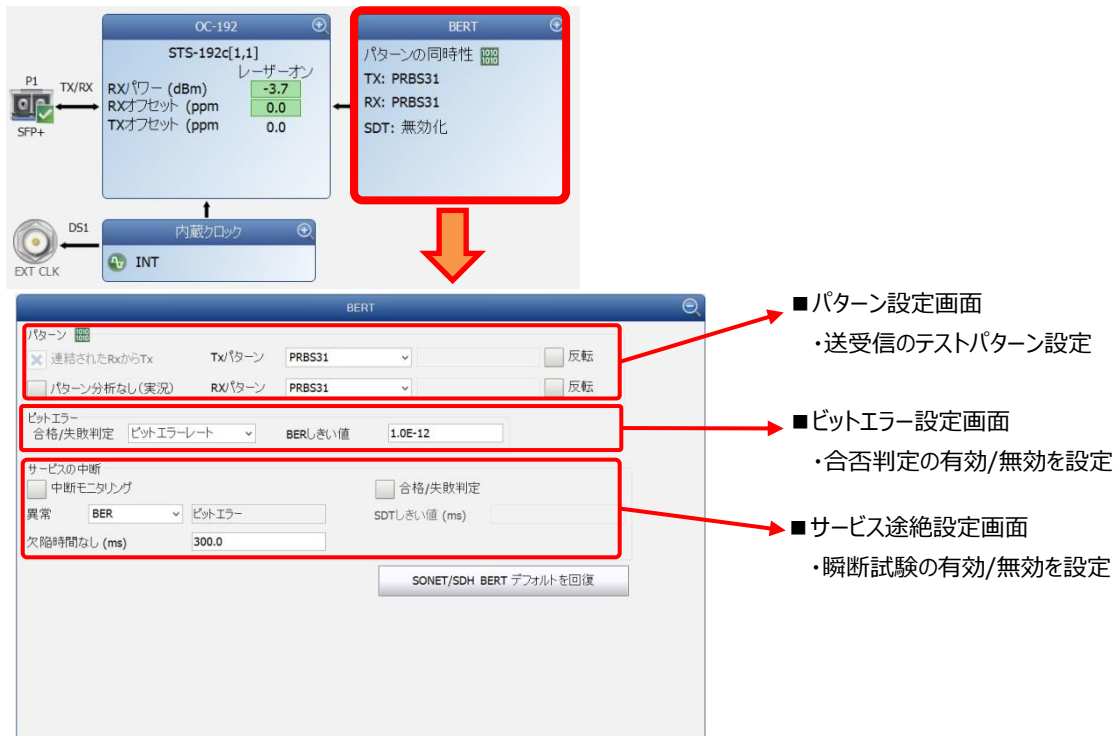 OC-192
BERT
STS-192c[1,1]
レーザーオン
RXパワー (dBm) -3.7
RXオフセット (ppm 0.0
TXオフセット (ppm 0.0
P1
TX/RX
SFP+
パターンの同時性 1010 1010
TX: PRBS31
RX: PRBS31
SDT: 無効化
DS1
EXT CLK
内蔵クロック
INT
BERT
パターン 1010 1010
連結されたRxからTx Txパターン PRBS31 反転
パターン分析なし(実況) RXパターン PRBS31 反転
ビットエラー
合格/失敗判定 ビットエラーレート BERしきい値 1.0E-12
サービスの中断
中断モニタリング 合格/失敗判定
異常 BER ビットエラー SDTしきい値 (ms)
欠陥時間なし (ms) 300.0
SONET/SDH BERT デフォルトを回復
■パターン設定画面
・送受信のテストパターン設定
■ビットエラー設定画面
・合否判定の有効/無効を設定
■サービス途絶設定画面
・瞬断試験の有効/無効を設定